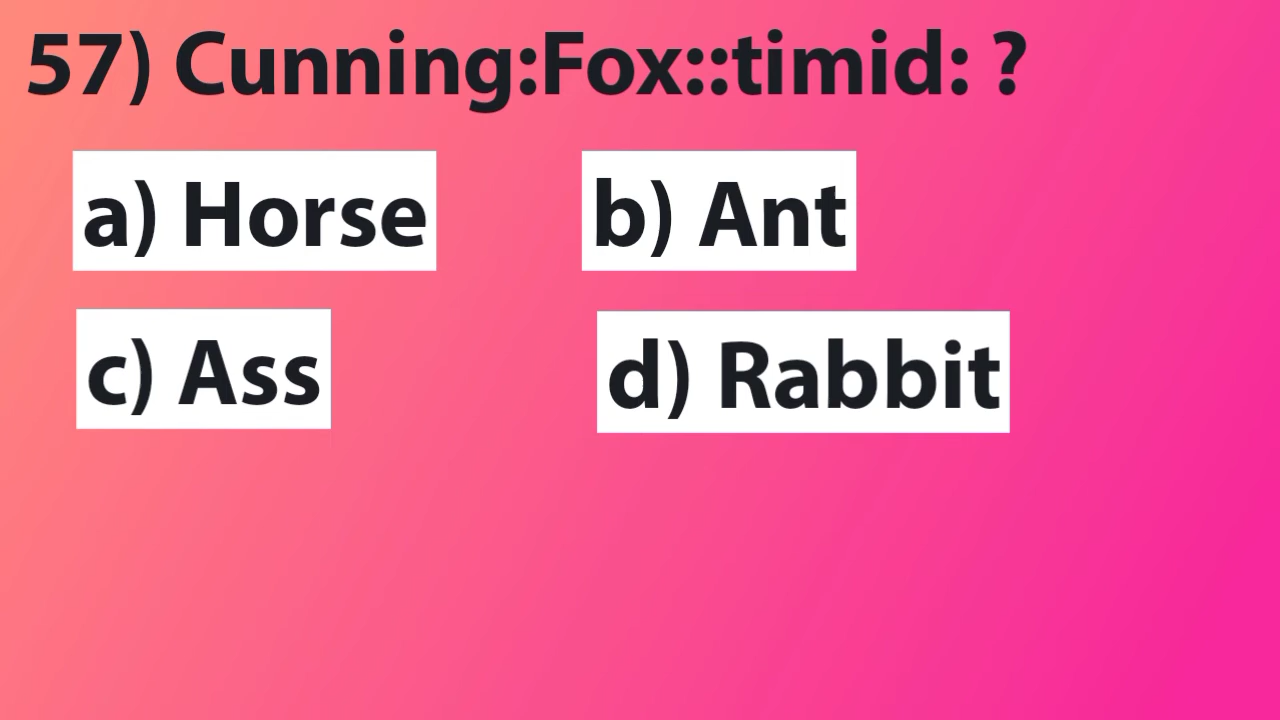 57) Cunning:Fox::timid: ?
a) Horse
b) Ant
c) Ass
d) Rabbit